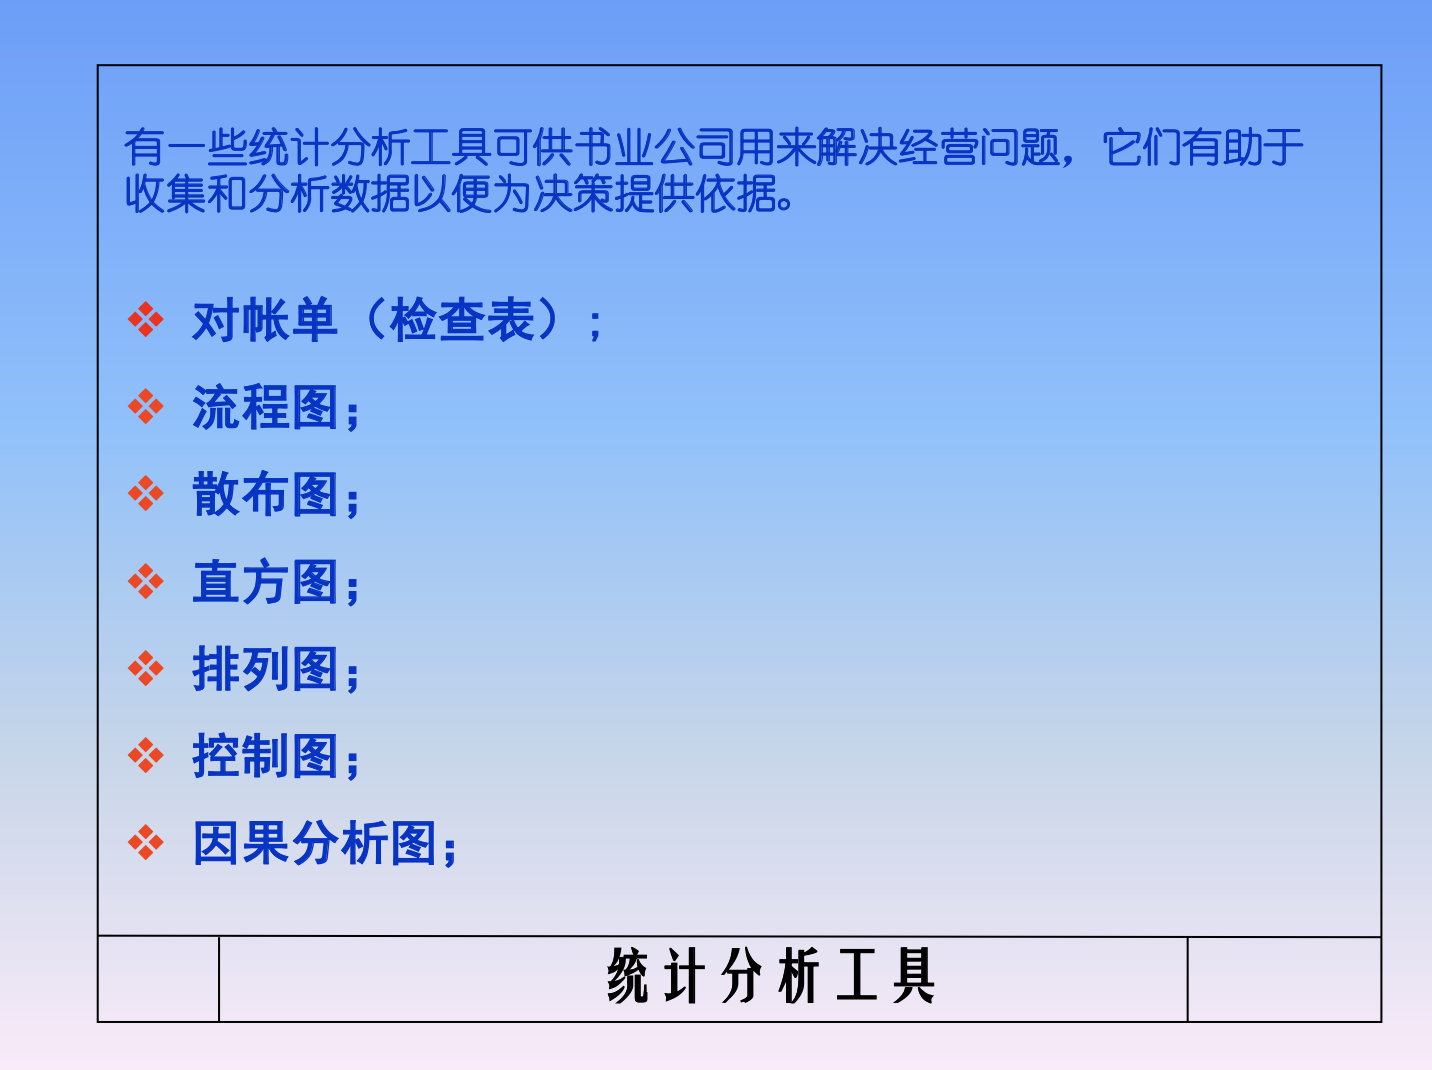 有一些统计分析工具可供书业公司用来解决经营问题，它们有助于
收集和分析数据以便为决策提供依据。
对帐单（检查表）;
流程图；
散布图；
直方图；
排列图；
控制图；
因果分析图；
统计分析工具